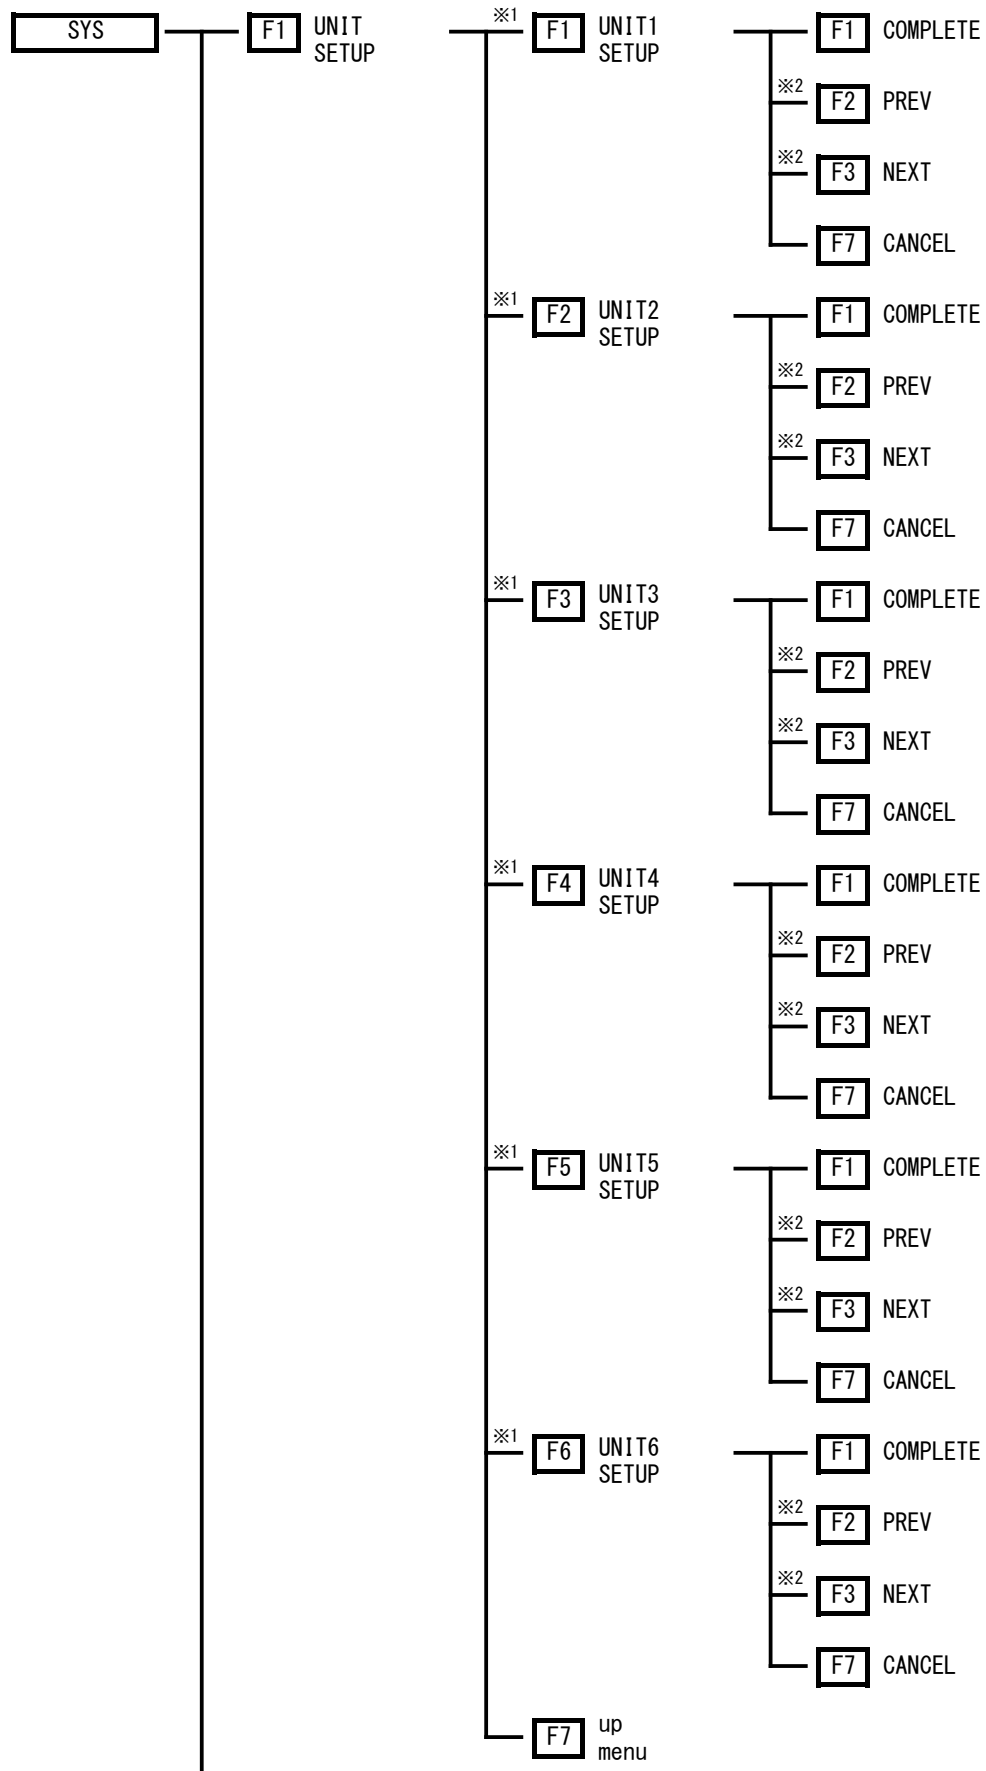 SYS F1 UNIT ※1 F1 UNIT1 F1 COMPLETE
SETUP SETUP
※2 F2 PREV
※2 F3 NEXT
F7 CANCEL
※1 F2 UNIT2 F1 COMPLETE
SETUP
※2 F2 PREV
※2 F3 NEXT
F7 CANCEL
※1 F3 UNIT3 F1 COMPLETE
SETUP
※2 F2 PREV
※2 F3 NEXT
F7 CANCEL
※1 F4 UNIT4 F1 COMPLETE
SETUP
※2 F2 PREV
※2 F3 NEXT
F7 CANCEL
※1 F5 UNIT5 F1 COMPLETE
SETUP
※2 F2 PREV
※2 F3 NEXT
F7 CANCEL
※1 F6 UNIT6 F1 COMPLETE
SETUP
※2 F2 PREV
※2 F3 NEXT
F7 CANCEL
F7 up
menu